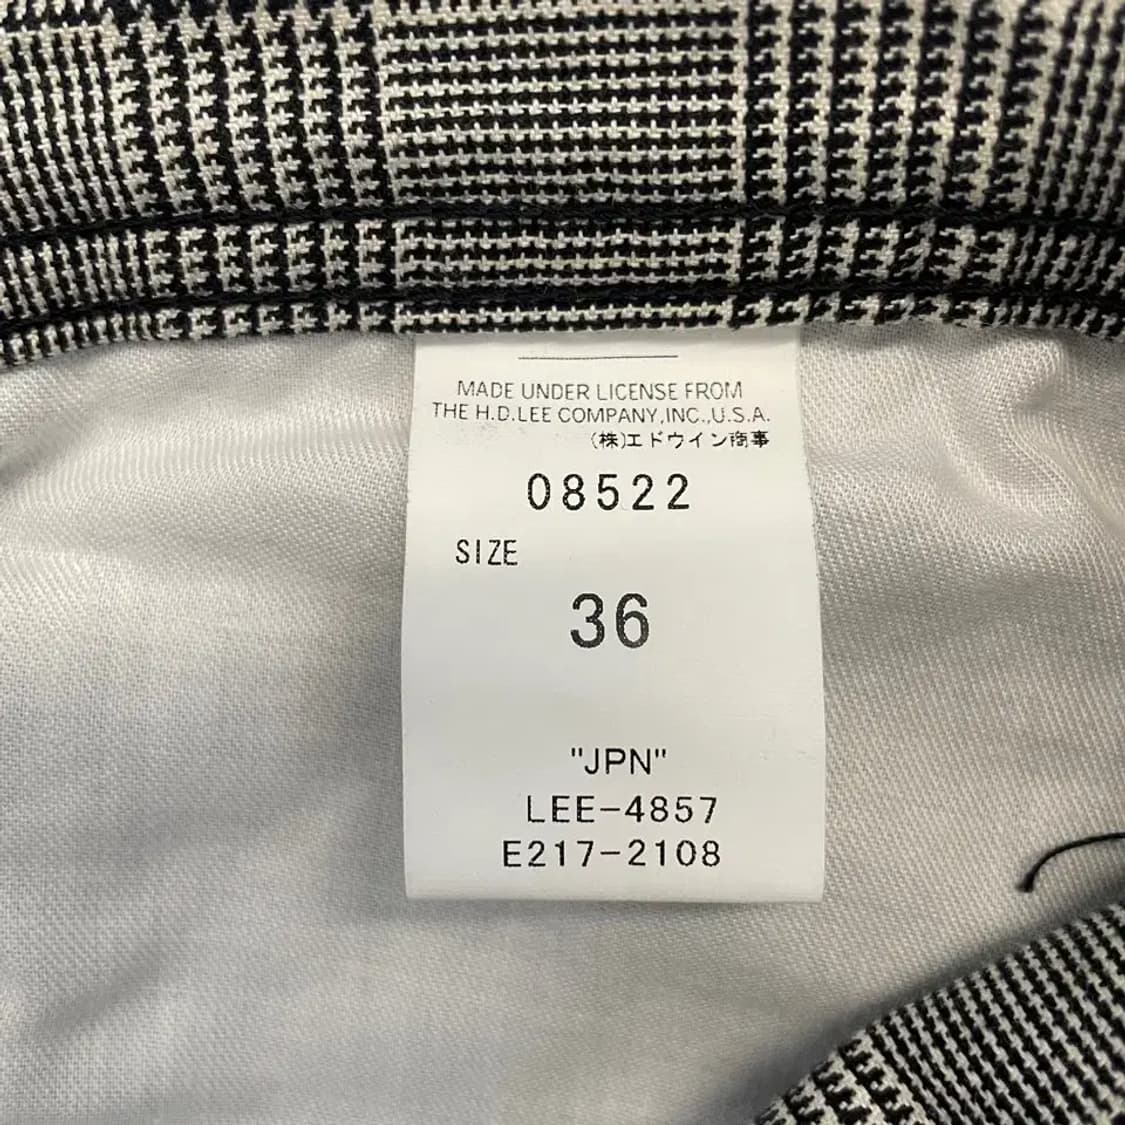 MADE UNDER LICENSE FROM
THE H.D.LEE COMPANY,INC.,U.S.A.
(株)エドウイン商事
08522
SIZE
36
"JPN"
LEE-4857
E217-2108